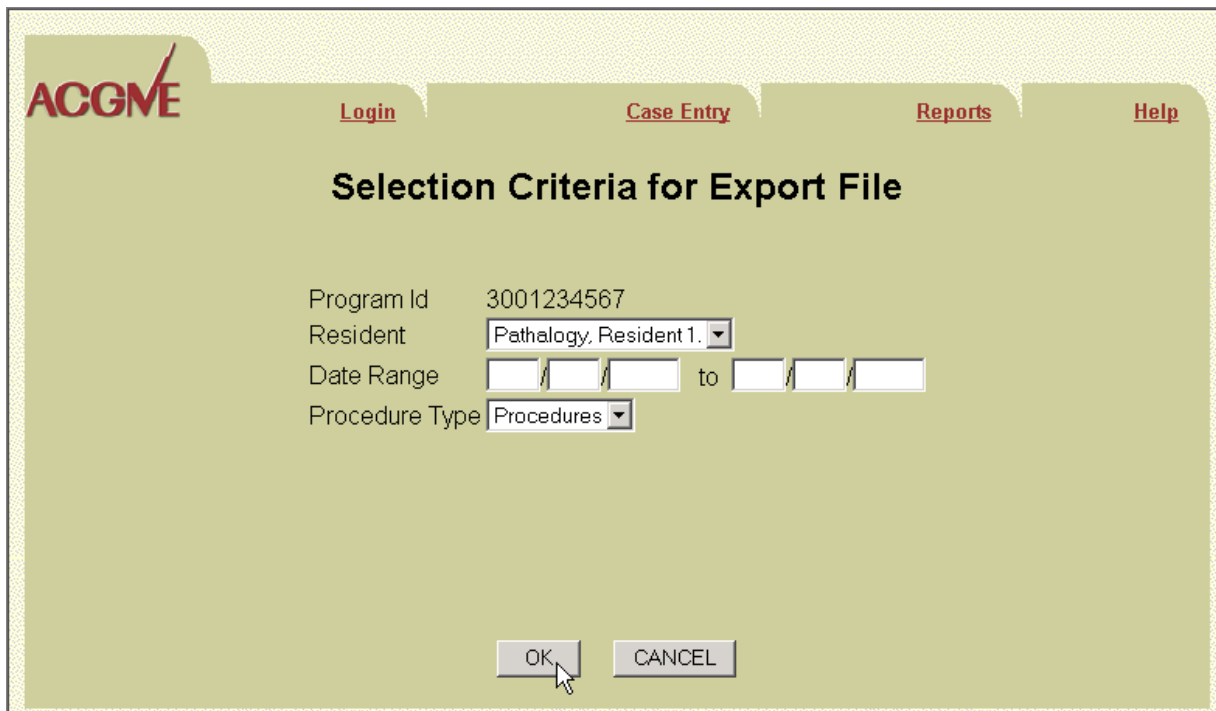 ACGME
Login Case Entry Reports Help
Selection Criteria for Export File
Program Id 3001234567
Resident Pathalogy, Resident 1.
Date Range / / to / /
Procedure Type Procedures
OK CANCEL